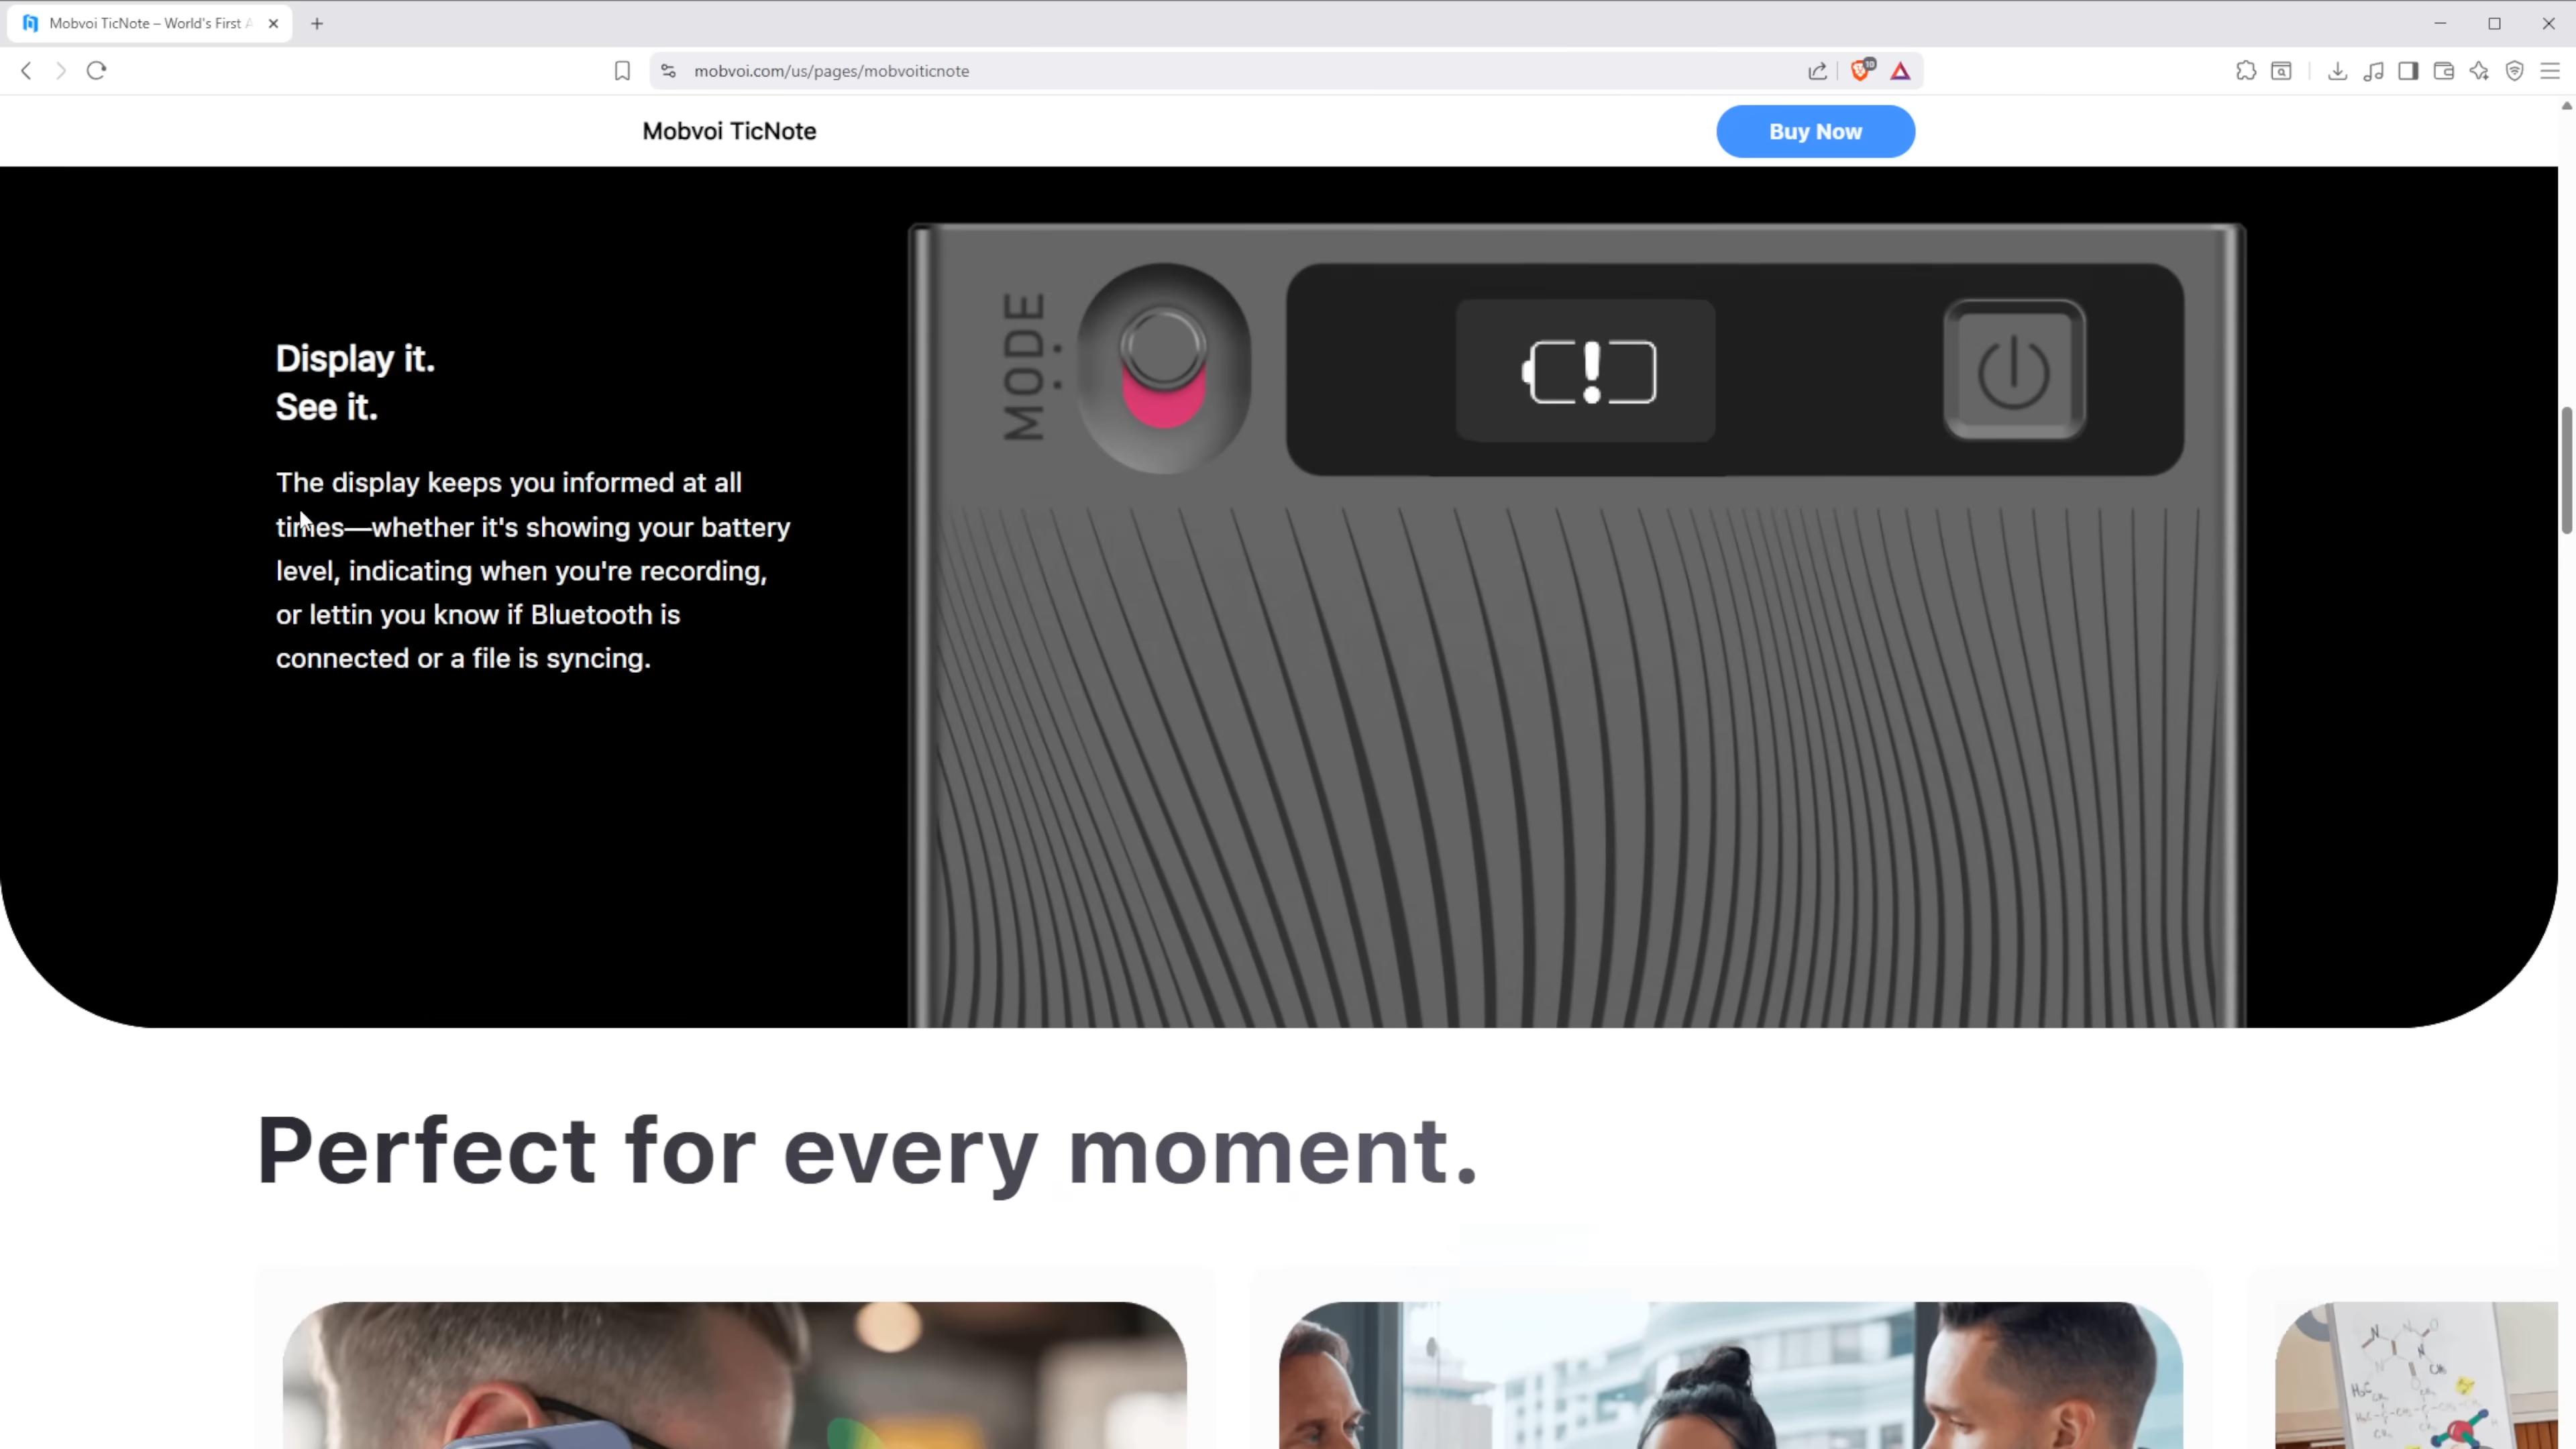 Mobvoi TicNote – World's First A
mobvoi.com/us/pages/mobvoiticnote
10
Mobvoi TicNote
Buy Now
Display it.
See it.
The display keeps you informed at all
times—whether it's showing your battery
level, indicating when you're recording,
or lettin you know if Bluetooth is
connected or a file is syncing.
MODE
Perfect for every moment.